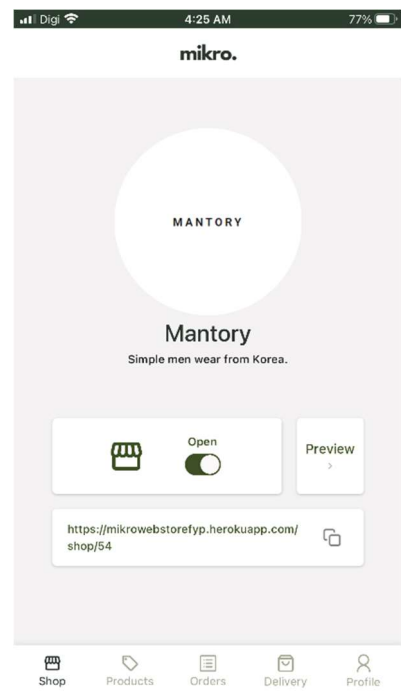 Digi 4:25 AM 77%
mikro.
MANTORY
Mantory
Simple men wear from Korea.
Open
Preview
https://mikrowebstorefyp.herokuapp.com/
shop/54
Shop Products Orders Delivery Profile